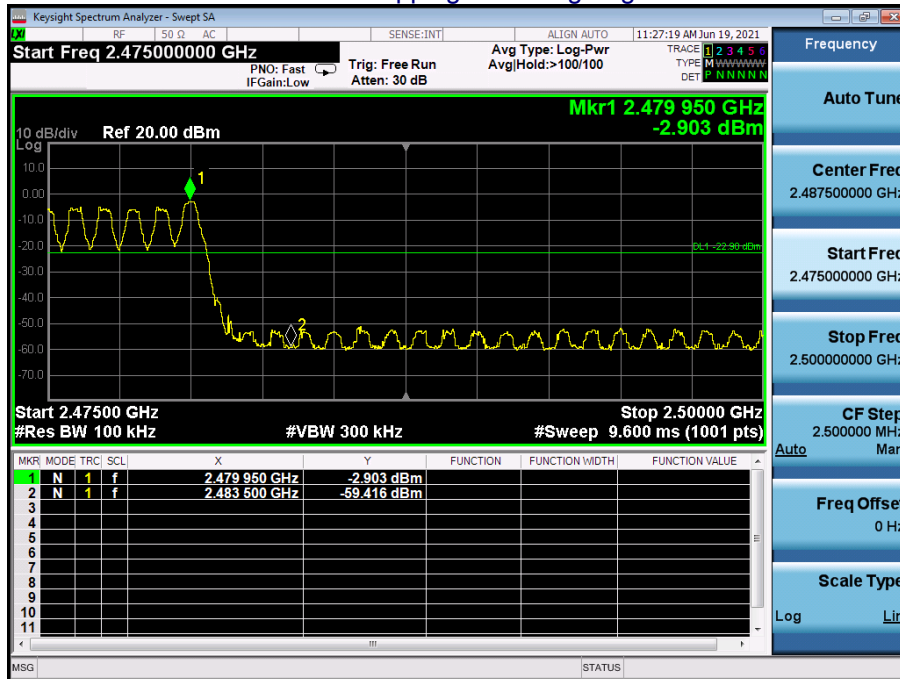 Keysight Spectrum Analyzer - Swept SA
LXI RF 50 Ω AC SENSE:INT ALIGN AUTO 11:27:19 AM Jun 19, 2021
Start Freq 2.475000000 GHz
PNO: Fast
IFGain:Low
Trig: Free Run
Atten: 30 dB
Avg Type: Log-Pwr
Avg|Hold:>100/100
TRACE 1 2 3 4 5 6
TYPE M WWWWW
DET P N N N N N
Mkr1 2.479 950 GHz
-2.903 dBm
10 dB/div Ref 20.00 dBm
Log
10.0
0.00
-10.0
-20.0
-30.0
-40.0
-50.0
-60.0
-70.0
1
2
DL1 -22.90 dBm
Start 2.47500 GHz Stop 2.50000 GHz
#Res BW 100 kHz #VBW 300 kHz #Sweep 9.600 ms (1001 pts)
MKR MODE TRC SCL X Y FUNCTION FUNCTION WIDTH FUNCTION VALUE
1 N 1 f 2.479 950 GHz -2.903 dBm
2 N 1 f 2.483 500 GHz -59.416 dBm
3
4
5
6
7
8
9
10
11
MSG STATUS
Frequency
Auto Tune
Center Freq
2.487500000 GHz
Start Freq
2.475000000 GHz
Stop Freq
2.500000000 GHz
CF Step
2.500000 MHz
Auto Man
Freq Offset
0 Hz
Scale Type
Log Lin